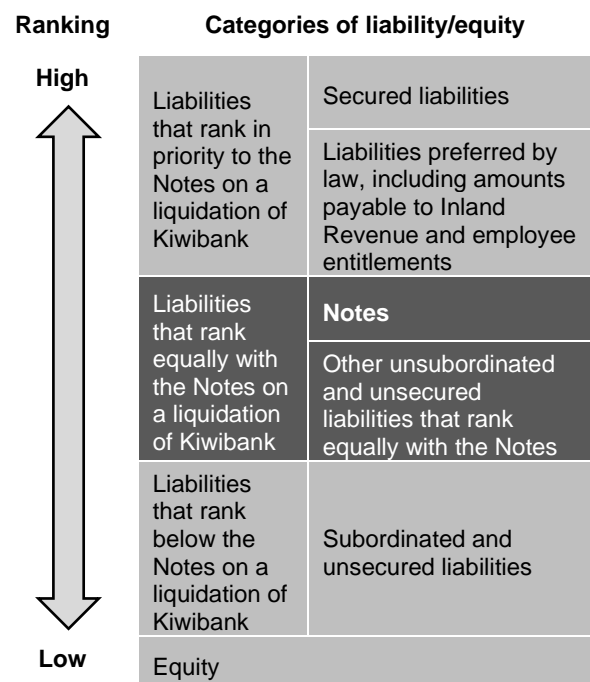 Ranking
Categories of liability/equity
High
Liabilities
that rank in
priority to the
Notes on a
liquidation of
Kiwibank
Secured liabilities
Liabilities preferred by
law, including amounts
payable to Inland
Revenue and employee
entitlements
Liabilities
that rank
equally with
the Notes on
a liquidation
of Kiwibank
Notes
Other unsubordinated
and unsecured
liabilities that rank
equally with the Notes
Liabilities
that rank
below the
Notes on a
liquidation of
Kiwibank
Subordinated and
unsecured liabilities
Low
Equity